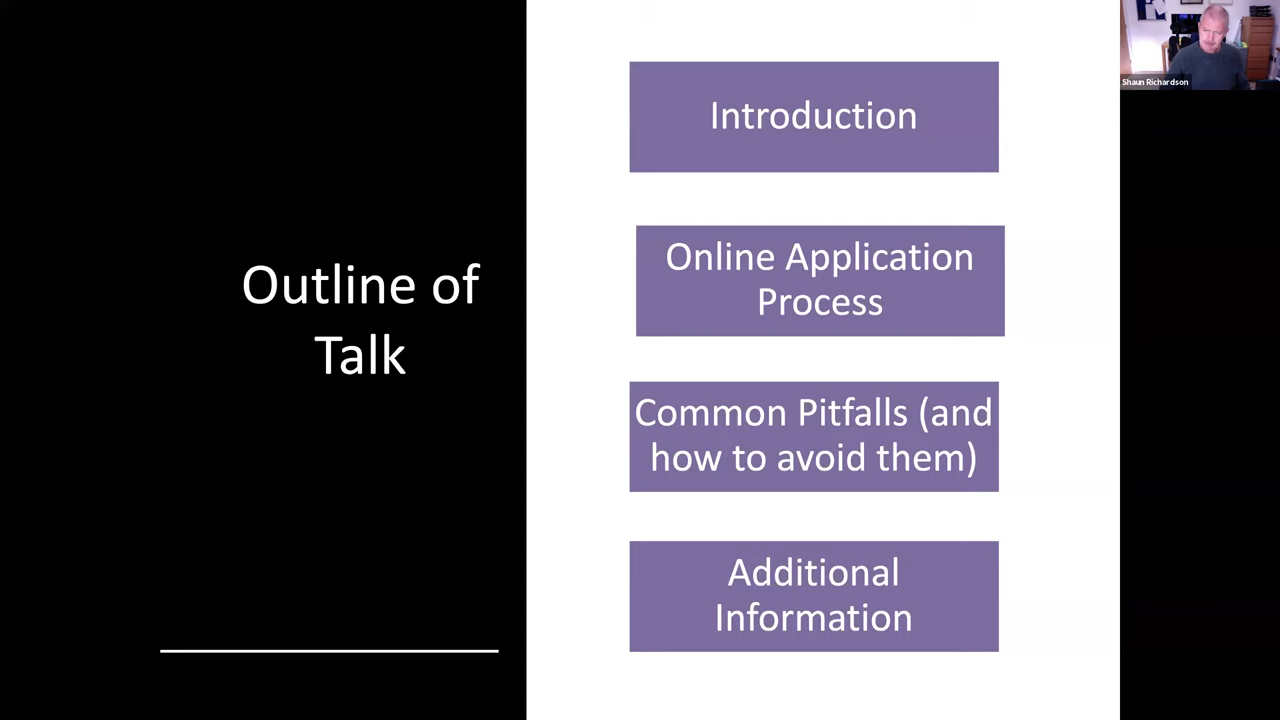 Outline of
Talk
Introduction
Online Application
Process
Common Pitfalls (and
how to avoid them)
Additional
Information
Shaun Richardson